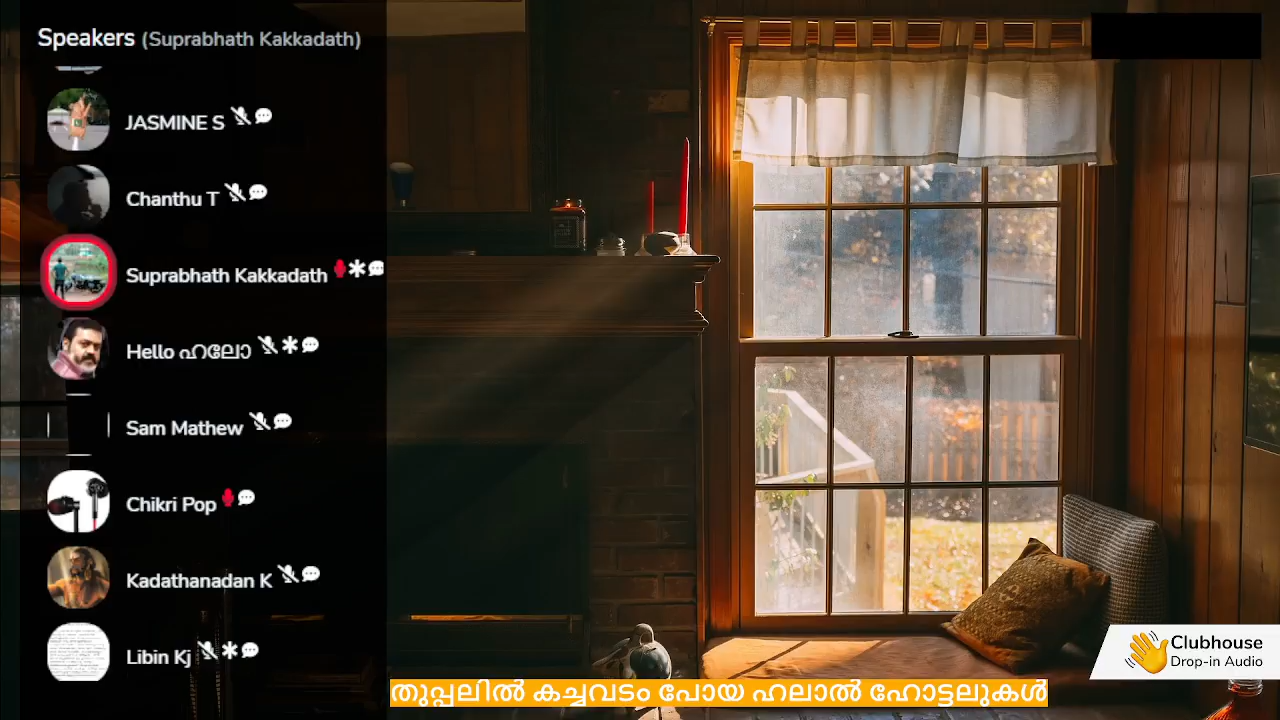 Speakers (Suprabhath Kakkadath)
JASMINE S
Chanthu T
Suprabhath Kakkadath
Hello ഹലോ
Sam Mathew
Chikri Pop
Kadathanadan K
Libin Kj
Clubhouse
Drop-in Audio
തുപ്പലിൽ കച്ചവടം പോയ ഹലാൽ ഹോട്ടലുകൾ